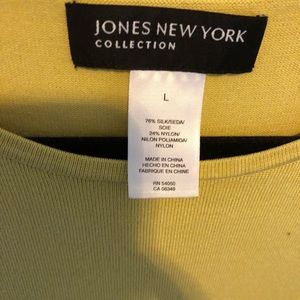 JONES NEW YORK
COLLECTION
L
76% SILK/SEDA/
SOIE
24% NYLON/
NILON POLIAMIDA/
NYLON
MADE IN CHINA
HECHO EN CHINA
FABRIQUE EN CHINE
RN 54050
CA 08349